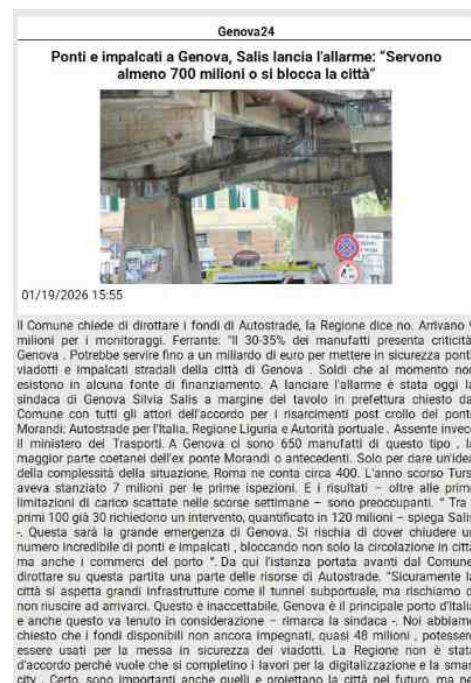 Genova24
Ponti e impalcati a Genova, Salis lancia l'allarme: "Servono
almeno 700 milioni o si blocca la città"
01/19/2026 15:55
Il Comune chiede di dirottare i fondi di Autostrade, la Regione dice no. Arrivano
milioni per i monitoraggi. Ferrante: "Il 30-35% dei manufatti presenta criticità
Genova . Potrebbe servire fino a un miliardo di euro per mettere in sicurezza ponti
viadotti e impalcati stradali della città di Genova . Soldi che al momento non
esistono in alcuna fonte di finanziamento. A lanciare l'allarme è stata oggi la
sindaca di Genova Silvia Salis a margine del tavolo in prefettura chiesto dal
Comune con tutti gli attori dell'accordo per i risarcimenti post crollo del ponte
Morandi: Autostrade per l'Italia, Regione Liguria e Autorità portuale . Assente invece
il ministero dei Trasporti. A Genova ci sono 650 manufatti di questo tipo , la
maggior parte coetanei dell'ex ponte Morandi o antecedenti. Solo per dare un'idea
della complessità della situazione, Roma ne conta circa 400. L'anno scorso Tursi
aveva stanziato 7 milioni per le prime ispezioni. E i risultati – oltre alle prime
limitazioni di carico scattate nelle scorse settimane – sono preoccupanti. " Tra i
primi 100 già 30 richiedono un intervento, quantificato in 120 milioni – spiega Salis
-. Questa sarà la grande emergenza di Genova. Si rischia di dover chiudere un
numero incredibile di ponti e impalcati , bloccando non solo la circolazione in città
ma anche i commerci del porto ". Da qui l'istanza portata avanti dal Comune:
dirottare su questa partita una parte delle risorse di Autostrade. "Sicuramente la
città si aspetta grandi infrastrutture come il tunnel subportuale, ma rischiamo di
non riuscire ad arrivarci. Questo è inaccettabile, Genova è il principale porto d'Italia
e anche questo va tenuto in considerazione – rimarca la sindaca -. Noi abbiamo
chiesto che i fondi disponibili non ancora impegnati, quasi 48 milioni , potessero
essere usati per la messa in sicurezza dei viadotti. La Regione non è stata
d'accordo perché vuole che si completino i lavori per la digitalizzazione e la smart
city . Certo, sono importanti anche quelli e proiettano la città nel futuro, ma per